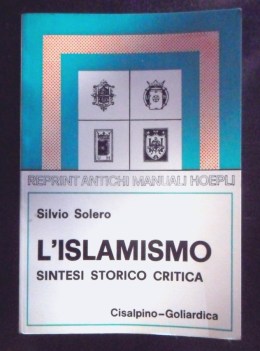 REPRINT ANTICHI MANUALI HOEPLI
Silvio Solero
L'ISLAMISMO
SINTESI STORICO CRITICA
Cisalpino-Goliardica